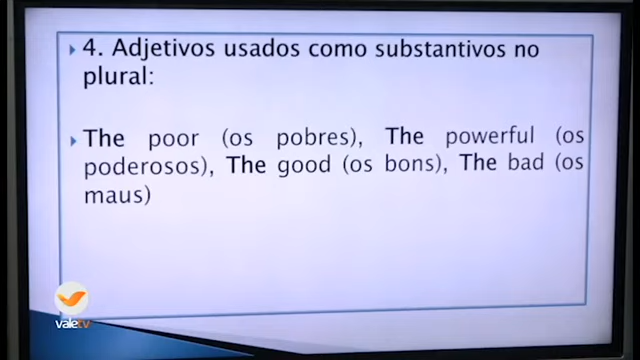 4. Adjetivos usados como substantivos no
plural:
The poor (os pobres), The powerful (os
poderosos), The good (os bons), The bad (os
maus)
valetv